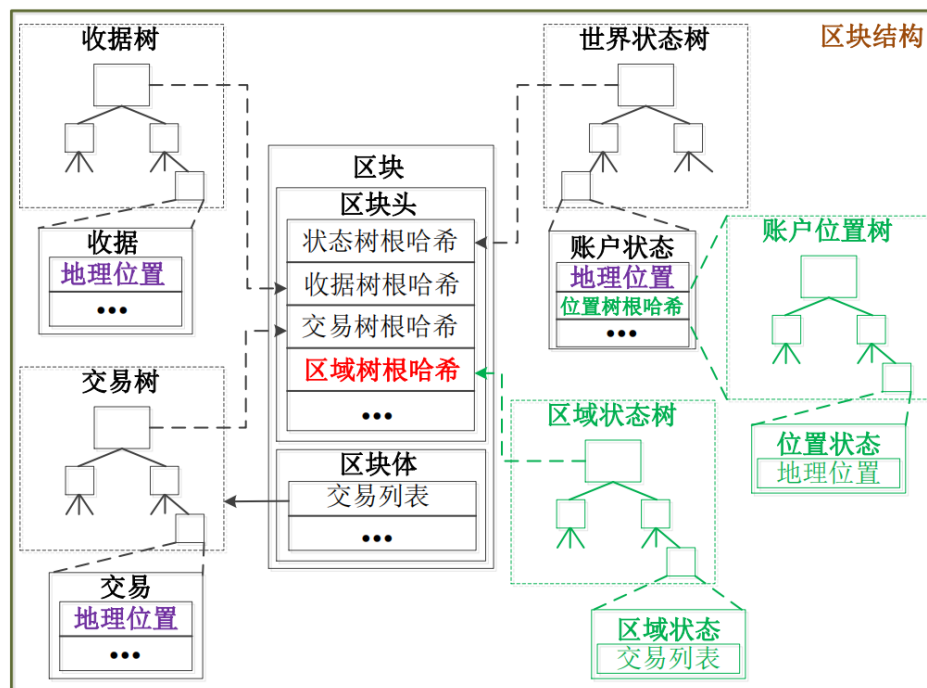 区块结构
收据树
收据
地理位置
•••
交易树
交易
地理位置
•••
区块
区块头
状态树根哈希
收据树根哈希
交易树根哈希
区域树根哈希
•••
区块体
交易列表
•••
世界状态树
账户状态
地理位置
位置树根哈希
•••
账户位置树
位置状态
地理位置
区域状态树
区域状态
交易列表